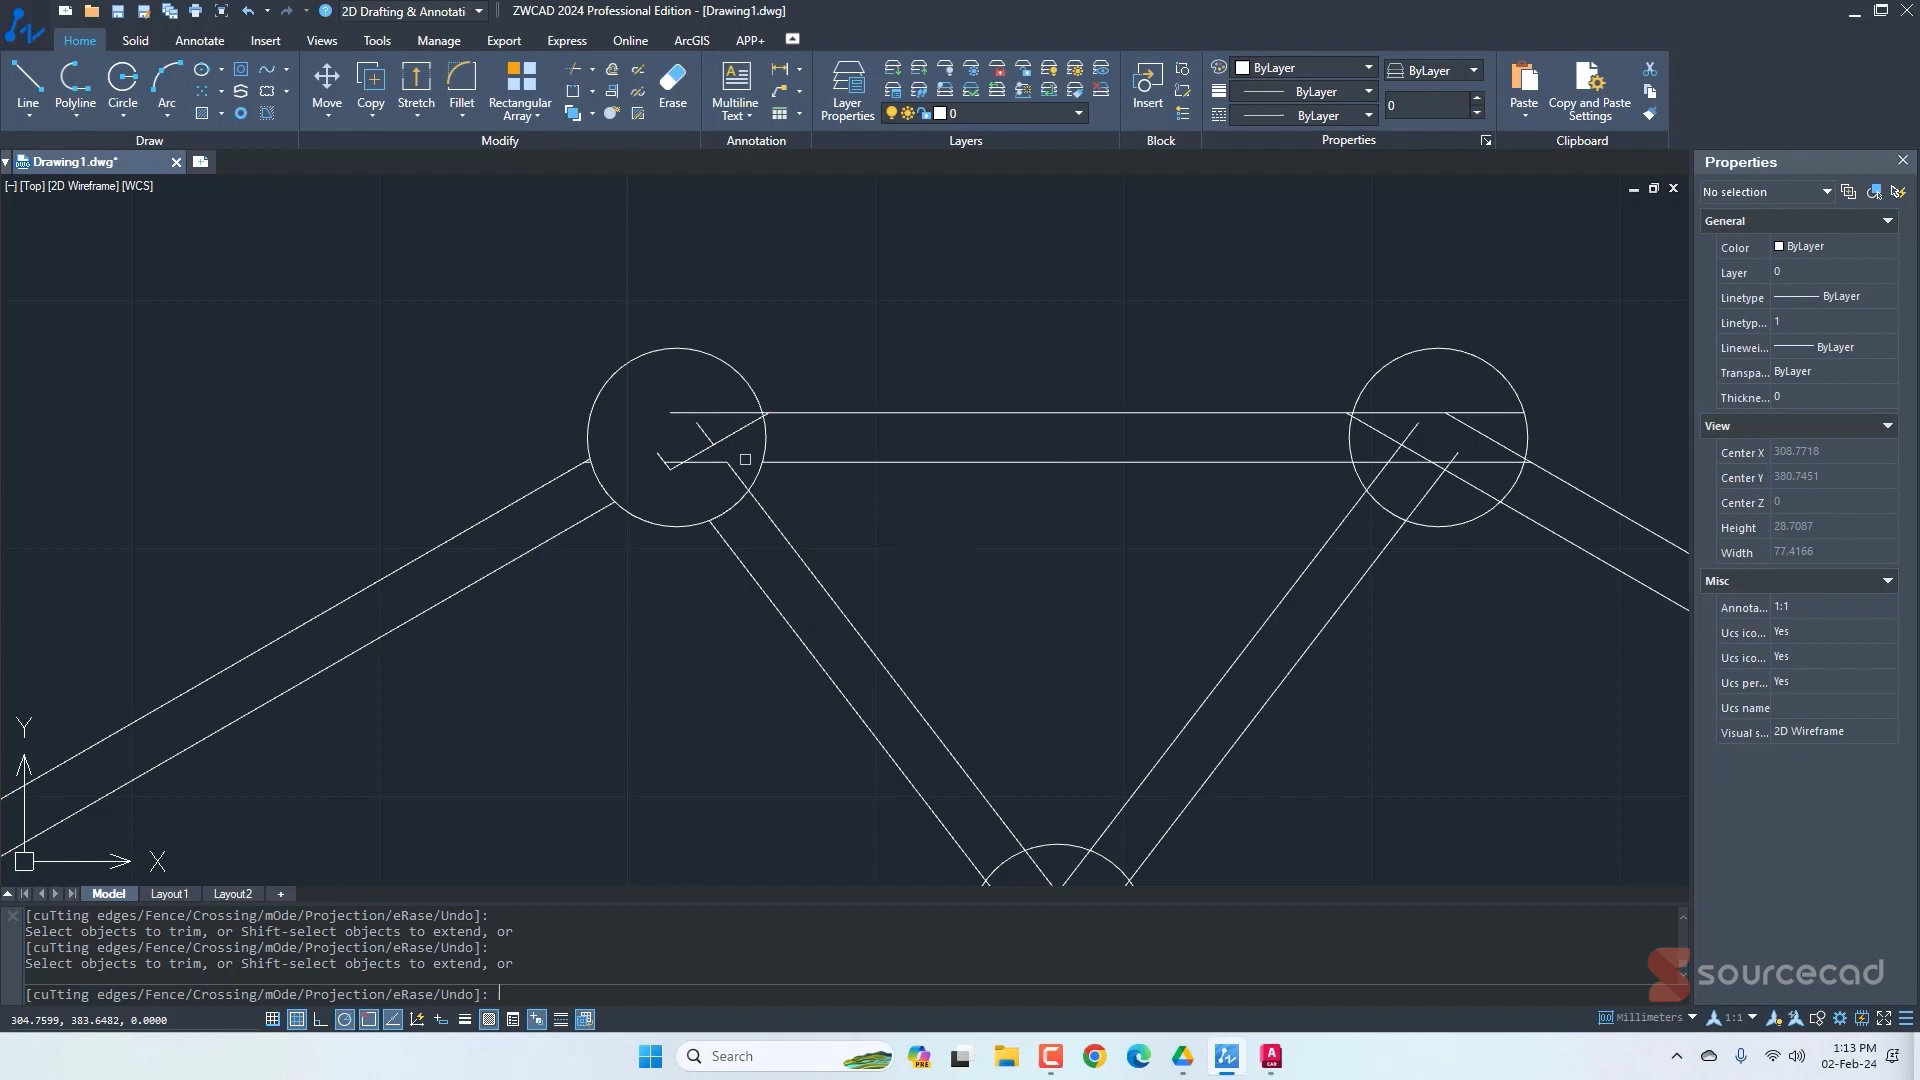 2D Drafting & Annotati
ZWCAD 2024 Professional Edition - [Drawing1.dwg]
Home Solid Annotate Insert Views Tools Manage Export Express Online ArcGIS APP+
Line Polyline Circle Arc
Draw
Move Copy Stretch Fillet Rectangular Array Erase
Modify
Multiline Text
Annotation
Layer Properties
0
Layers
Insert
Block
ByLayer
ByLayer
ByLayer
ByLayer
0
Properties
Paste Copy and Paste Settings
Clipboard
Drawing1.dwg*
[−] [Top] [2D Wireframe] [WCS]
Y
X
Properties
No selection
General
Color ByLayer
Layer 0
Linetype ByLayer
Linetyp... 1
Linewei... ByLayer
Transpa... ByLayer
Thickne... 0
View
Center X 308.7718
Center Y 380.7451
Center Z 0
Height 28.7087
Width 77.4166
Misc
Annota... 1:1
Ucs ico... Yes
Ucs ico... Yes
Ucs per... Yes
Ucs name
Visual s... 2D Wireframe
Model Layout1 Layout2 +
[cuTting edges/Fence/Crossing/mOde/Projection/eRase/Undo]:
Select objects to trim, or Shift-select objects to extend, or
[cuTting edges/Fence/Crossing/mOde/Projection/eRase/Undo]:
Select objects to trim, or Shift-select objects to extend, or
[cuTting edges/Fence/Crossing/mOde/Projection/eRase/Undo]:
sourcecad
304.7599, 383.6482, 0.0000
Millimeters 1:1
Search
PRE
1:13 PM
02-Feb-24